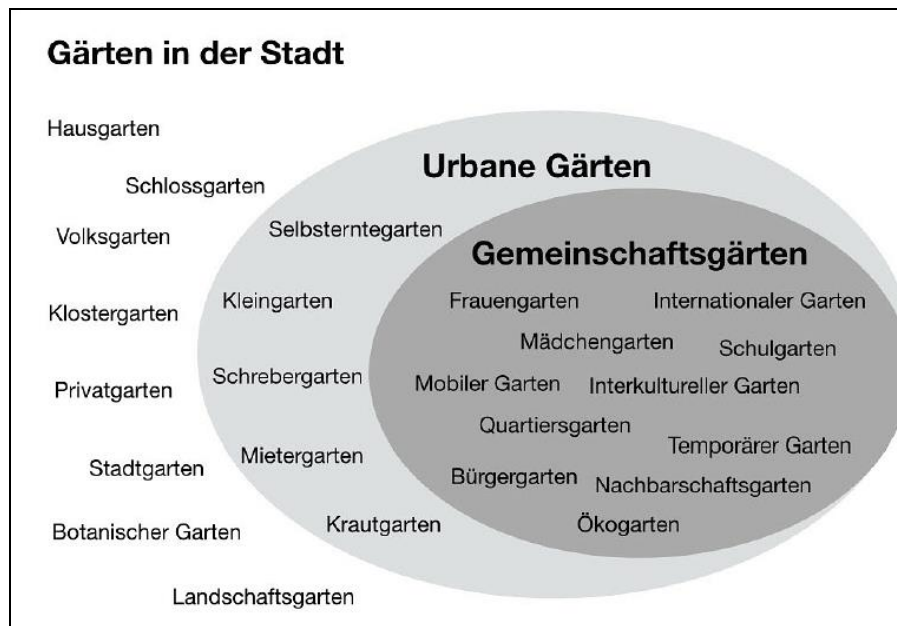 Gärten in der Stadt
Hausgarten
Urbane Gärten
Schlossgarten
Volksgarten
Selbsterntegarten
Gemeinschaftsgärten
Klostergarten
Kleingarten
Frauengarten
Internationaler Garten
Mädchengarten
Schulgarten
Privatgarten
Schrebergarten
Mobiler Garten
Interkultureller Garten
Quartiersgarten
Stadtgarten
Mietergarten
Temporärer Garten
Bürgergarten
Nachbarschaftsgarten
Botanischer Garten
Krautgarten
Ökogarten
Landschaftsgarten